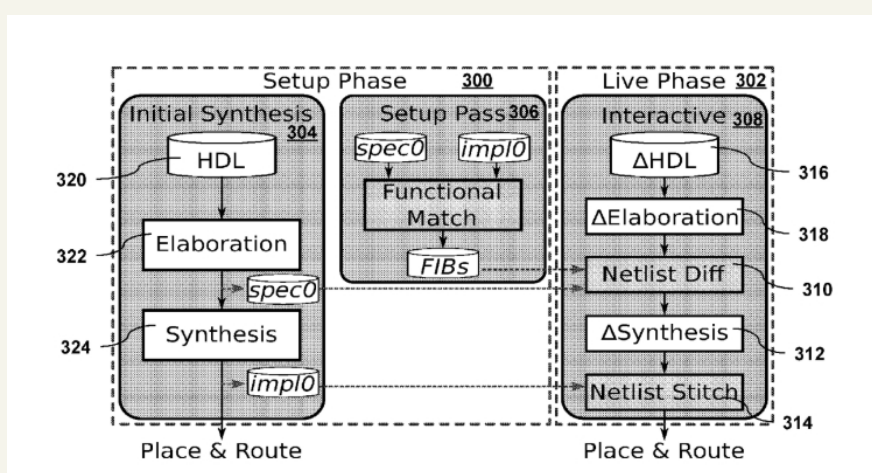 Setup Phase 300
Live Phase 302
Initial Synthesis 304
320 HDL
322 Elaboration
spec0
324 Synthesis
impl0
Place & Route
Setup Pass 306
spec0 impl0
Functional
Match
FIBs
Interactive 308
ΔHDL 316
ΔElaboration 318
Netlist Diff 310
ΔSynthesis 312
Netlist Stitch 314
Place & Route